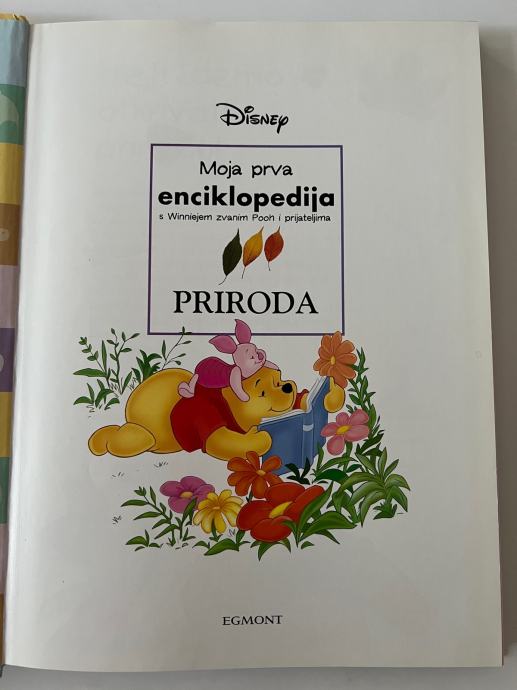 Disney
Moja prva
enciklopedija
s Winniejem zvanim Pooh i prijateljima
PRIRODA
EGMONT